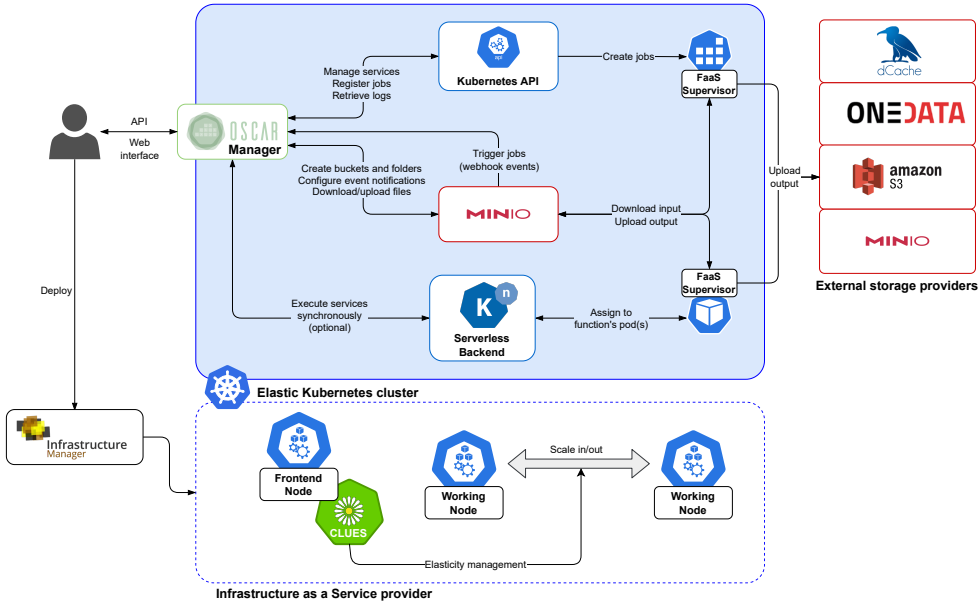 api
Kubernetes API
Create jobs
FaaS
Supervisor
dCache
ONEDATA
amazon
S3
MINIO
External storage providers
Upload
output
Manage services
Register jobs
Retrieve logs
API
Web
interface
OSCAR
Manager
Trigger jobs
(webhook events)
Create buckets and folders
Configure event notifications
Download/upload files
MINIO
Download input
Upload output
FaaS
Supervisor
Deploy
Execute services
synchronously
(optional)
K
n
Serverless
Backend
Assign to
function's pod(s)
Elastic Kubernetes cluster
Infrastructure
Manager
Frontend
Node
CLUES
Working
Node
Scale in/out
Working
Node
Elasticity management
Infrastructure as a Service provider